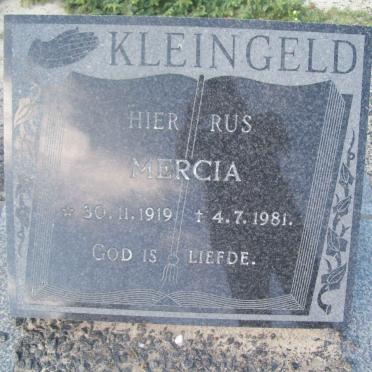 KLEINGELD
HIER RUS
MERCIA
☆ 30.11.1919 † 4.7.1981.
GOD IS LIEFDE.